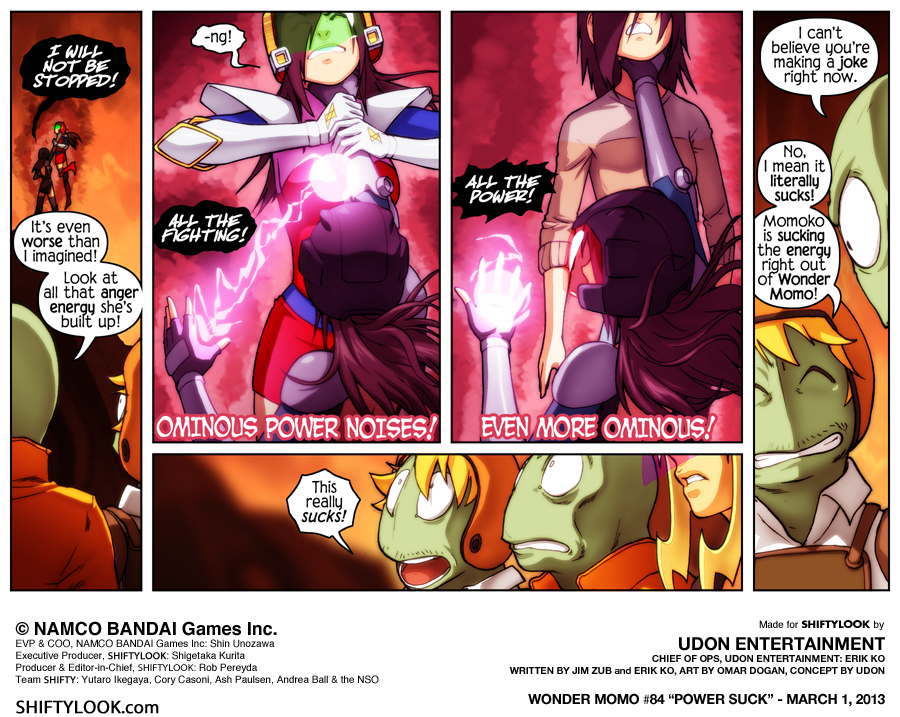 I WILL
NOT BE
STOPPED!
It's even
worse than
I imagined!
Look at
all that anger
energy she's
built up!
-ng!
ALL THE
FIGHTING!
OMINOUS POWER NOISES!
ALL THE
POWER!
EVEN MORE OMINOUS!
This
really
sucks!
I can't
believe you're
making a joke
right now.
No,
I mean it
literally
sucks!
Momoko
is sucking
the energy
right out
of Wonder
Momo!
© NAMCO BANDAI Games Inc.
EVP & COO, NAMCO BANDAI Games Inc: Shin Unozawa
Executive Producer, SHIFTYLOOK: Shigetaka Kurita
Producer & Editor-in-Chief, SHIFTYLOOK: Rob Pereyda
Team SHIFTY: Yutaro Ikegaya, Cory Casoni, Ash Paulsen, Andrea Ball & the NSO
SHIFTYLOOK.com
Made for SHIFTYLOOK by
UDON ENTERTAINMENT
CHIEF OF OPS, UDON ENTERTAINMENT: ERIK KO
WRITTEN BY JIM ZUB and ERIK KO, ART BY OMAR DOGAN, CONCEPT BY UDON
WONDER MOMO #84 “POWER SUCK” - MARCH 1, 2013